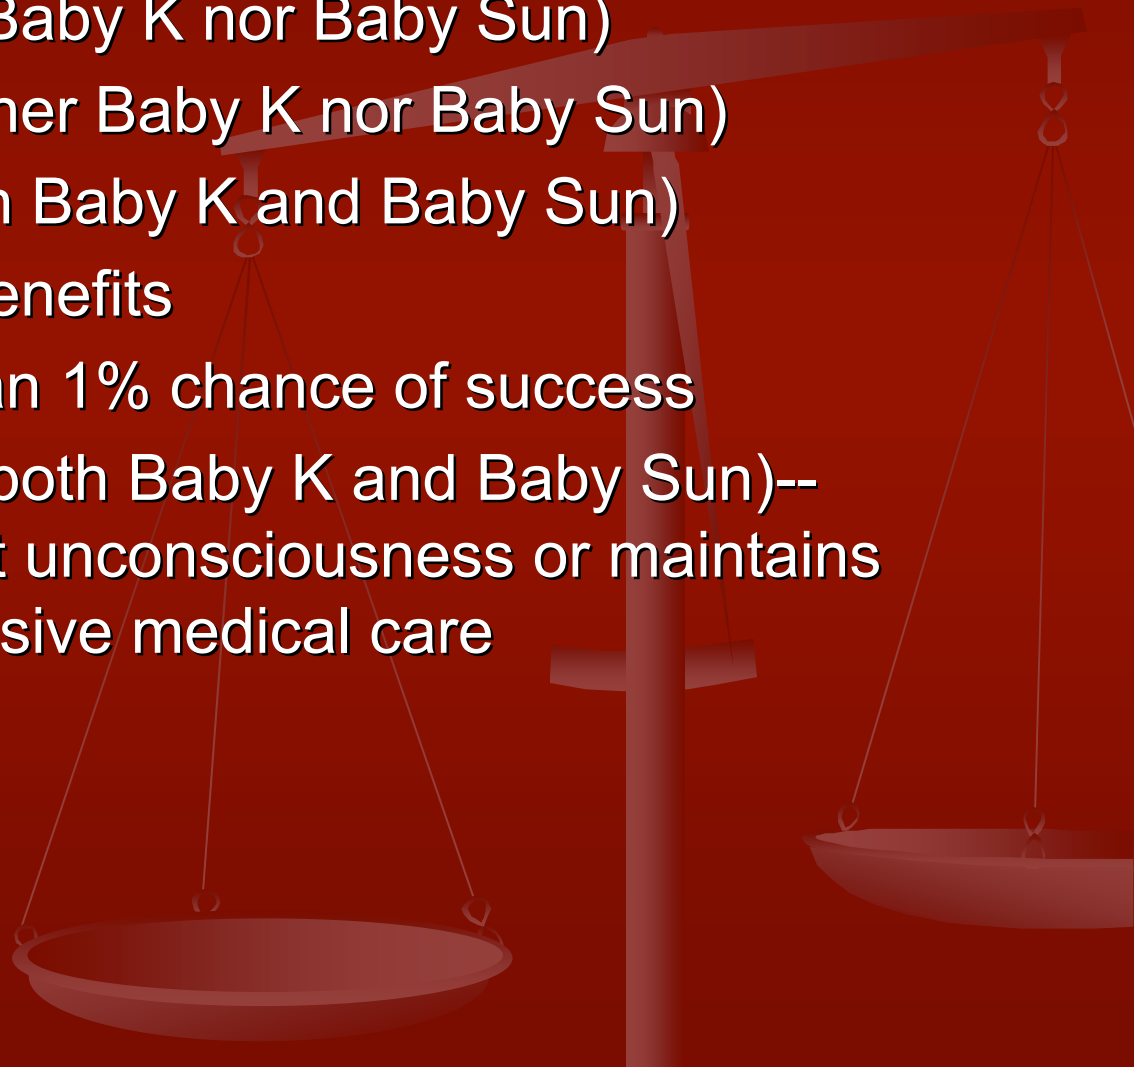 Baby K nor Baby Sun)
her Baby K nor Baby Sun)
Baby K and Baby Sun)
enefits
an 1% chance of success
both Baby K and Baby Sun)--
unconsciousness or maintains
sive medical care